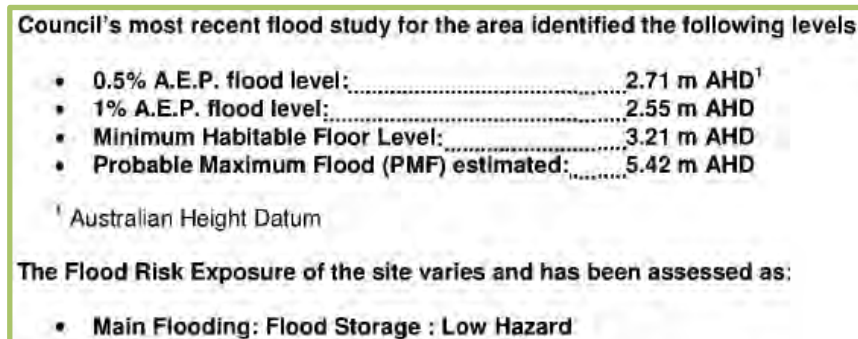 Council's most recent flood study for the area identified the following levels
• 0.5% A.E.P. flood level:..............................2.71 m AHD¹
• 1% A.E.P. flood level:................................2.55 m AHD
• Minimum Habitable Floor Level:....................3.21 m AHD
• Probable Maximum Flood (PMF) estimated:........5.42 m AHD
¹ Australian Height Datum
The Flood Risk Exposure of the site varies and has been assessed as:
• Main Flooding: Flood Storage : Low Hazard